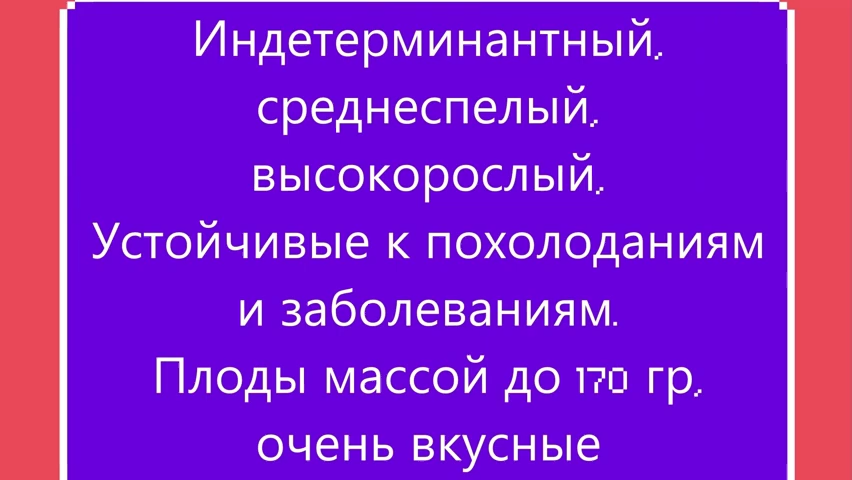 Индетерминантный,
среднеспелый,
высокорослый,
Устойчивые к похолоданиям
и заболеваниям.
Плоды массой до 170 гр,
очень вкусные